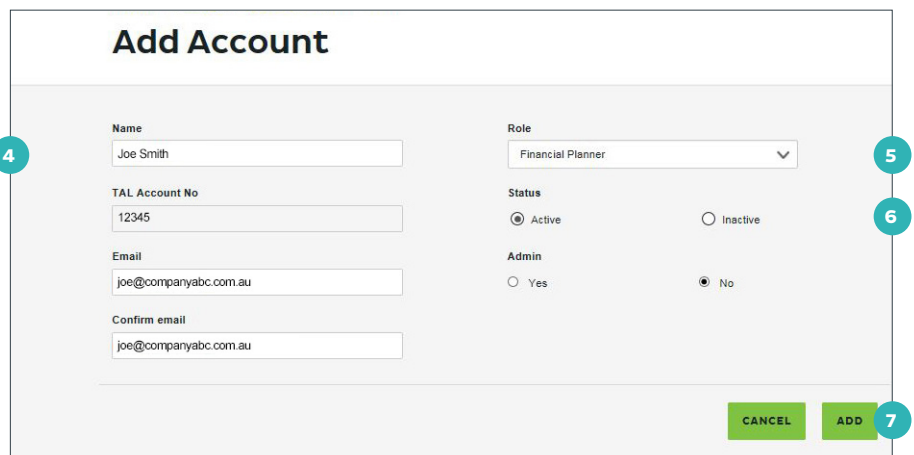 Add Account
Name
Role
4
Joe Smith
Financial Planner
5
TAL Account No
Status
12345
Active
Inactive
6
Email
Admin
joe@companyabc.com.au
Yes
No
Confirm email
joe@companyabc.com.au
CANCEL
ADD
7